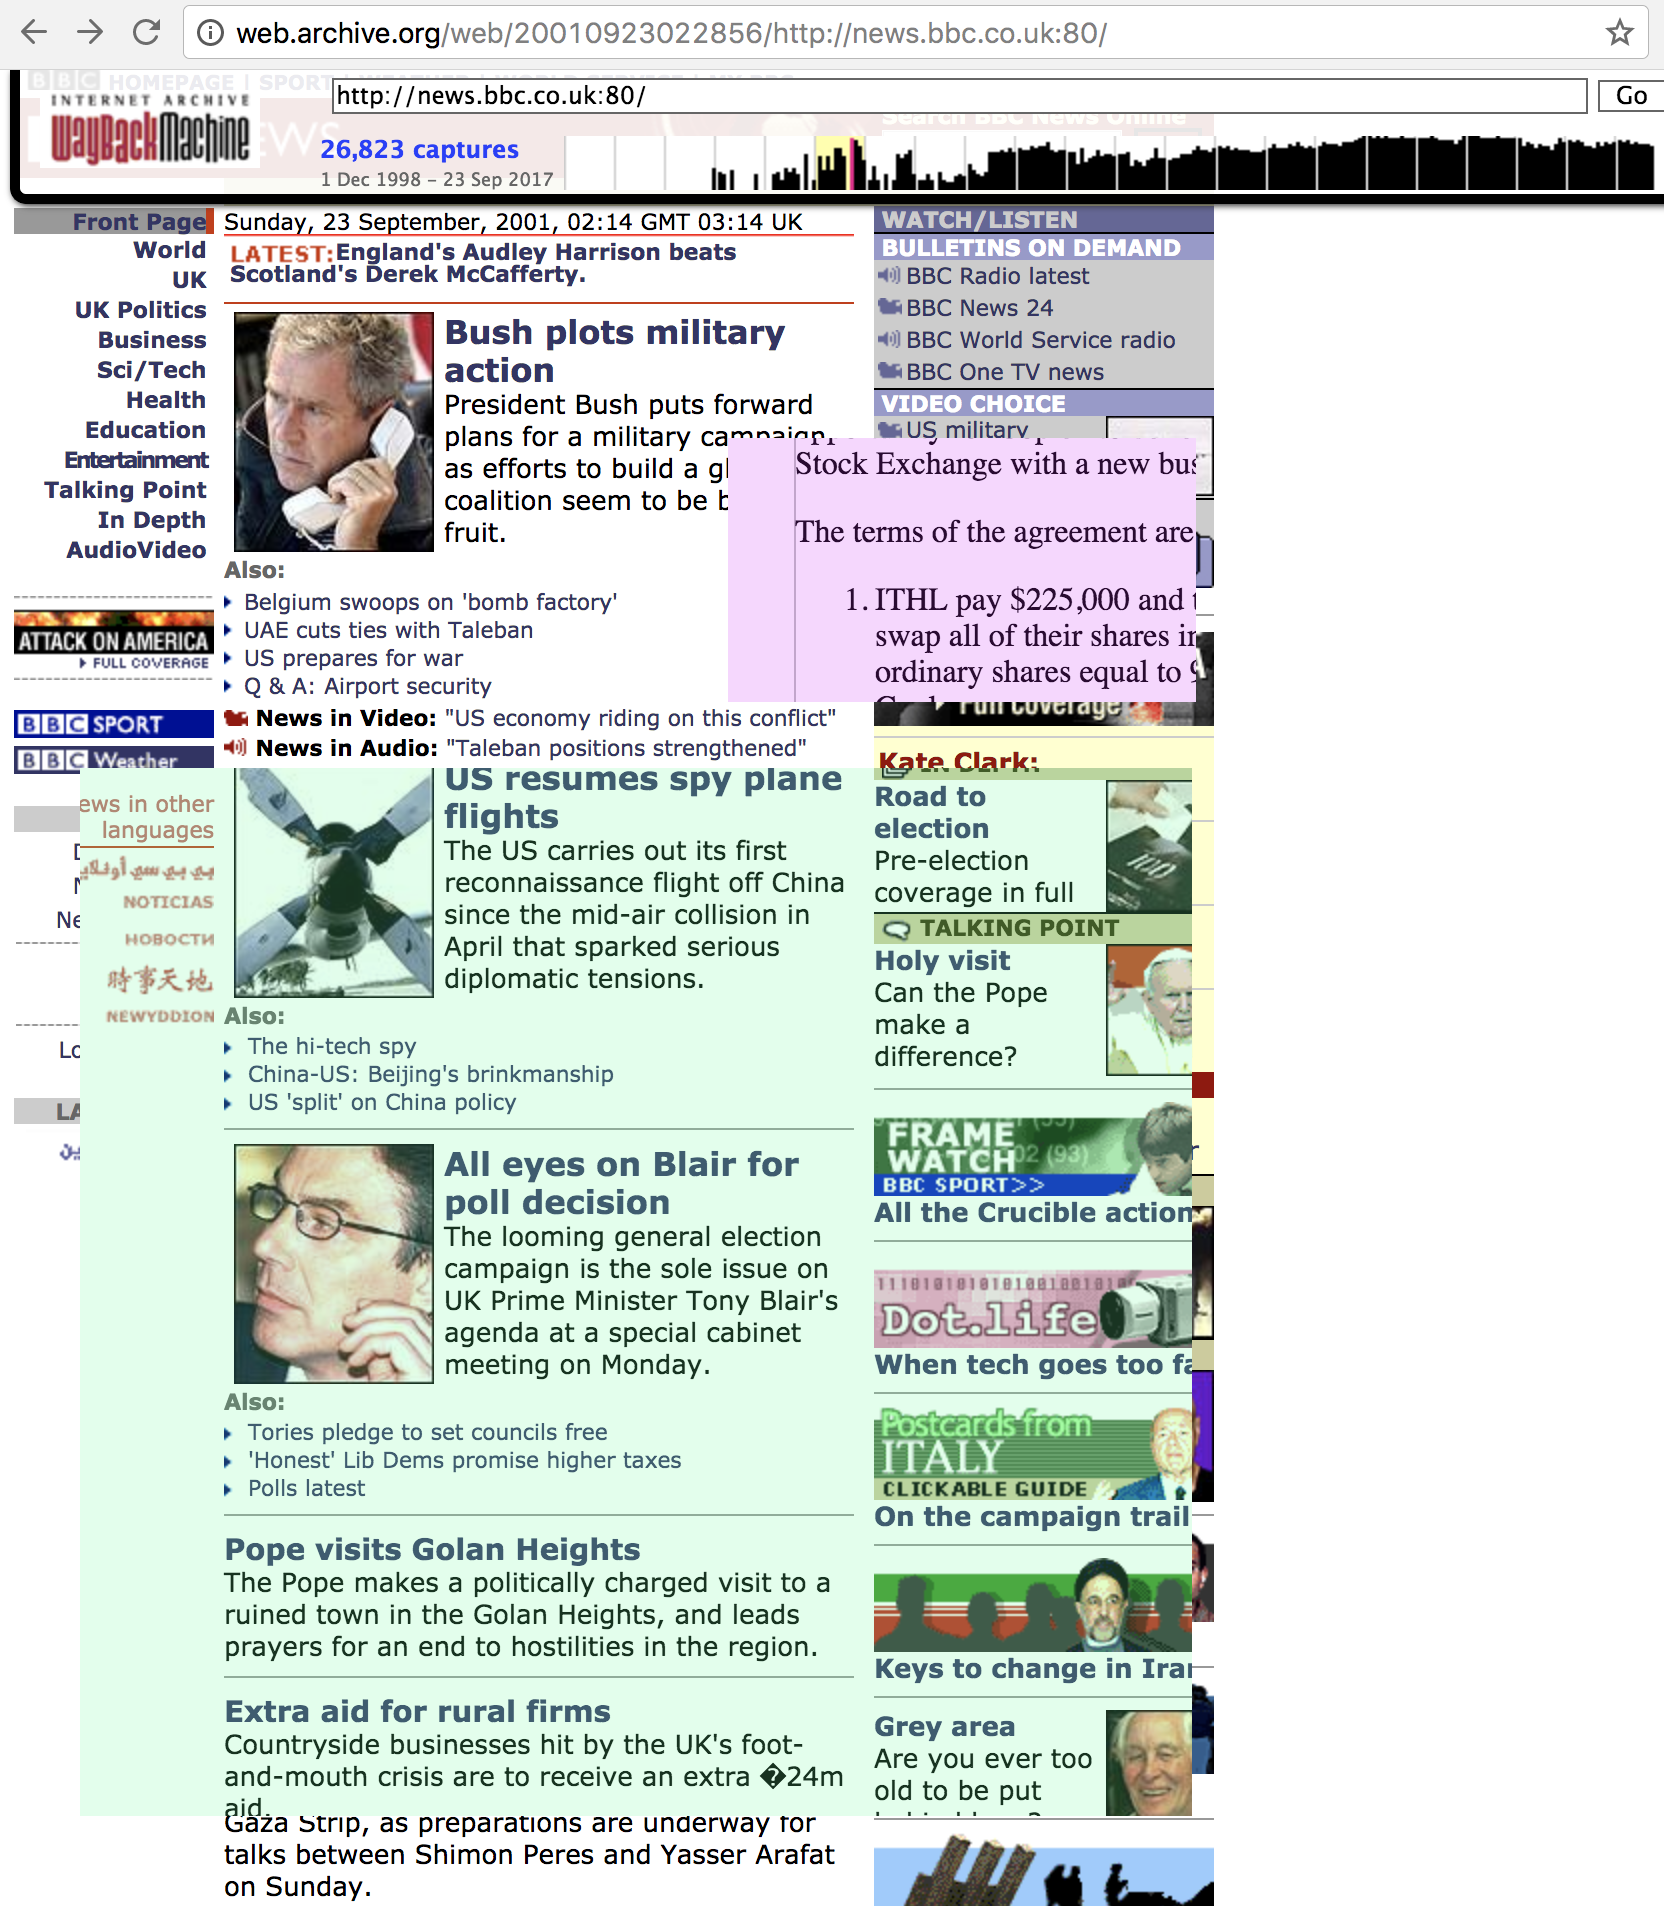 web.archive.org/web/20010923022856/http://news.bbc.co.uk:80/
BBC HOMEPAGE | SPORT
INTERNET ARCHIVE
WayBackMachine
http://news.bbc.co.uk:80/
Go
Search BBC News Online
26,823 captures
1 Dec 1998 – 23 Sep 2017
Front Page
World
UK
UK Politics
Business
Sci/Tech
Health
Education
Entertainment
Talking Point
In Depth
AudioVideo
ATTACK ON AMERICA
FULL COVERAGE
BBC SPORT
BBC Weather
Sunday, 23 September, 2001, 02:14 GMT 03:14 UK
LATEST: England's Audley Harrison beats
Scotland's Derek McCafferty.
Bush plots military
action
President Bush puts forward
plans for a military campaign
as efforts to build a gl
coalition seem to be b
fruit.
Also:
Belgium swoops on 'bomb factory'
UAE cuts ties with Taleban
US prepares for war
Q & A: Airport security
News in Video: "US economy riding on this conflict"
News in Audio: "Taleban positions strengthened"
WATCH/LISTEN
BULLETINS ON DEMAND
BBC Radio latest
BBC News 24
BBC World Service radio
BBC One TV news
VIDEO CHOICE
US military
Stock Exchange with a new bus
The terms of the agreement are
1. ITHL pay $225,000 and t
swap all of their shares in
ordinary shares equal to 9
Full coverage
Kate Clark:
ews in other
languages
بي بي سي أونلاين
NOTICIAS
НОВОСТИ
時事天地
NEWYDDION
Ne
Lo
LA
US resumes spy plane
flights
The US carries out its first
reconnaissance flight off China
since the mid-air collision in
April that sparked serious
diplomatic tensions.
Also:
The hi-tech spy
China-US: Beijing's brinkmanship
US 'split' on China policy
All eyes on Blair for
poll decision
The looming general election
campaign is the sole issue on
UK Prime Minister Tony Blair's
agenda at a special cabinet
meeting on Monday.
Also:
Tories pledge to set councils free
'Honest' Lib Dems promise higher taxes
Polls latest
Pope visits Golan Heights
The Pope makes a politically charged visit to a
ruined town in the Golan Heights, and leads
prayers for an end to hostilities in the region.
Extra aid for rural firms
Countryside businesses hit by the UK's foot-
and-mouth crisis are to receive an extra �24m
aid.
Gaza Strip, as preparations are underway for
talks between Shimon Peres and Yasser Arafat
on Sunday.
Road to
election
Pre-election
coverage in full
TALKING POINT
Holy visit
Can the Pope
make a
difference?
FRAME
WATCH
BBC SPORT>>
All the Crucible action
Dot.life
When tech goes too fa
Postcards from
ITALY
CLICKABLE GUIDE
On the campaign trail
Keys to change in Iran
Grey area
Are you ever too
old to be put